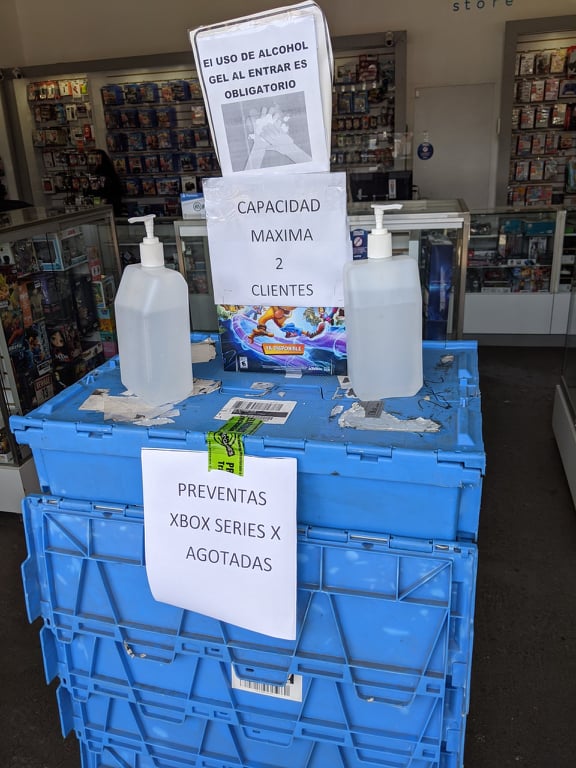 store
El USO DE ALCOHOL
GEL AL ENTRAR ES
OBLIGATORIO
CAPACIDAD
MAXIMA
2
CLIENTES
YA DISPONIBLE
PREVENTAS
XBOX SERIES X
AGOTADAS